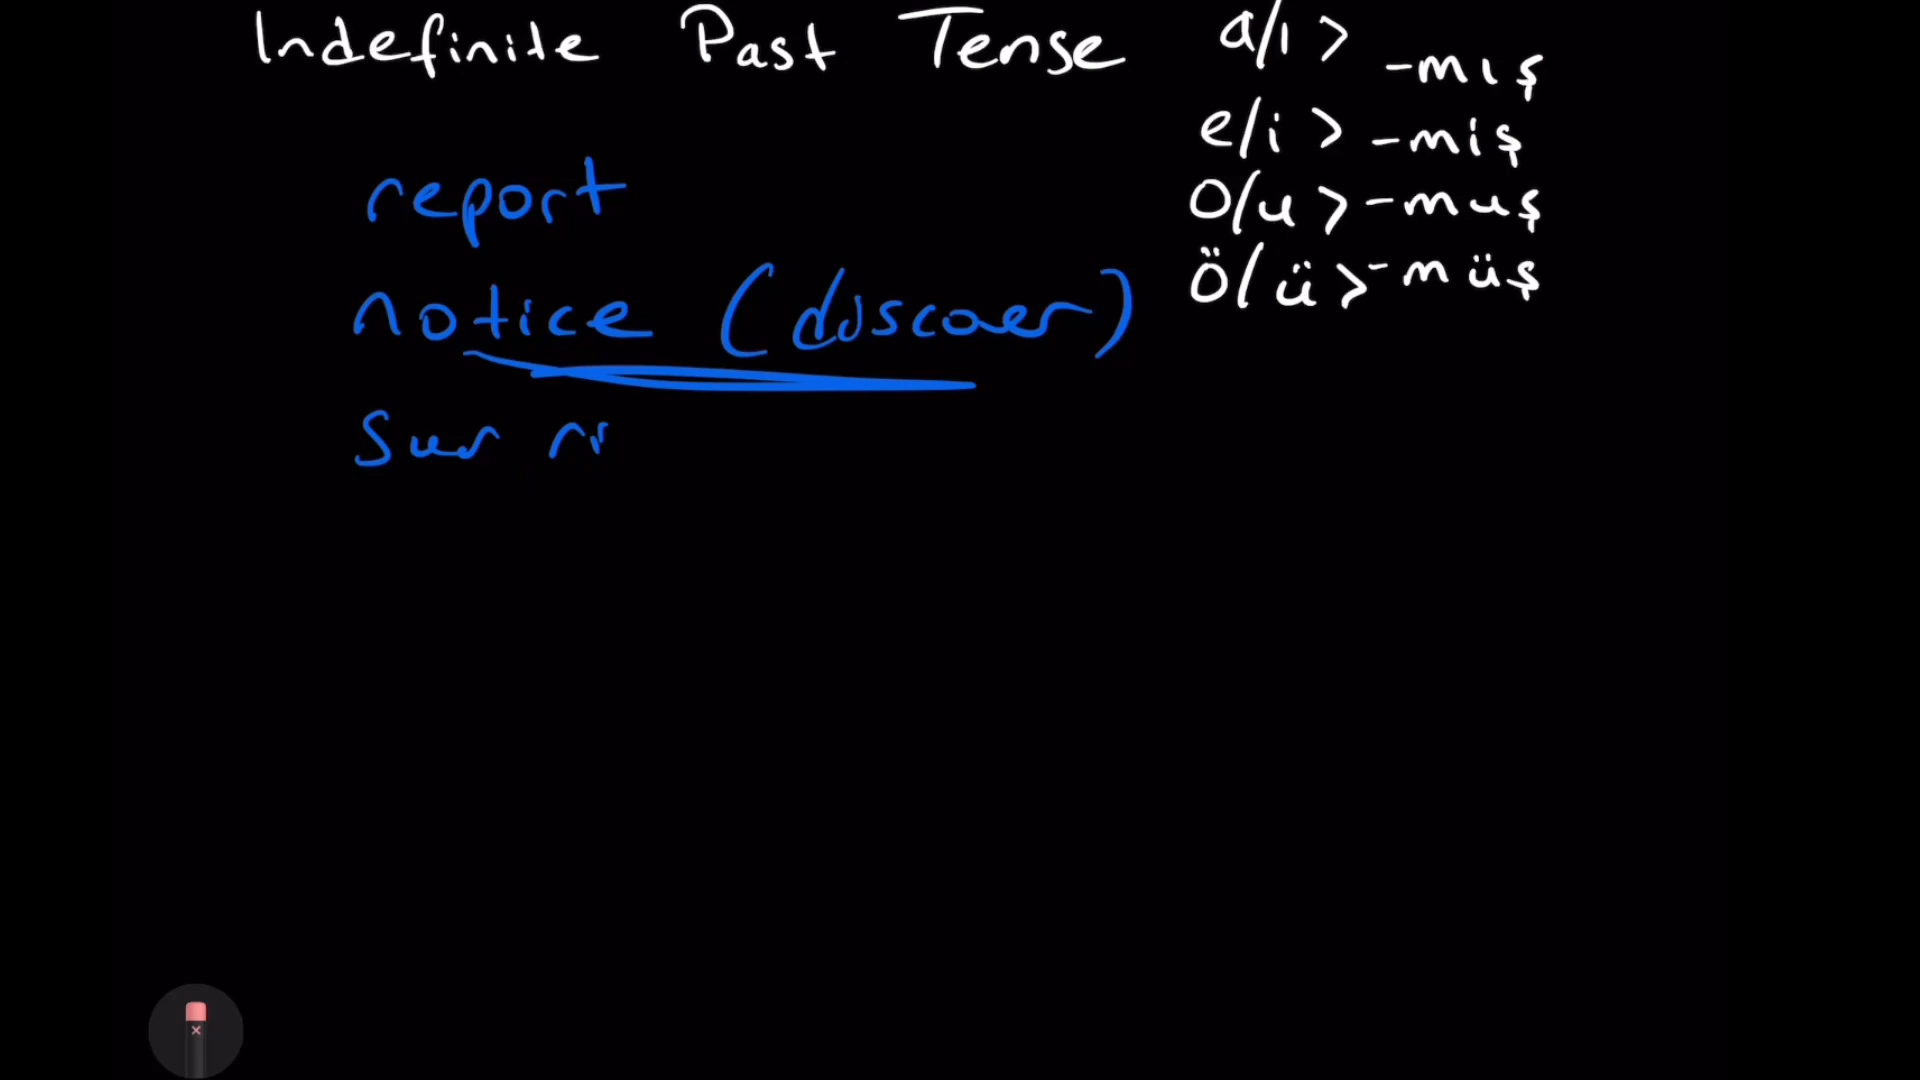 Indefinite Past Tense
a/ı > -mış
e/i > -miş
o/u > -muş
ö/ü > -müş
report
notice (discover)